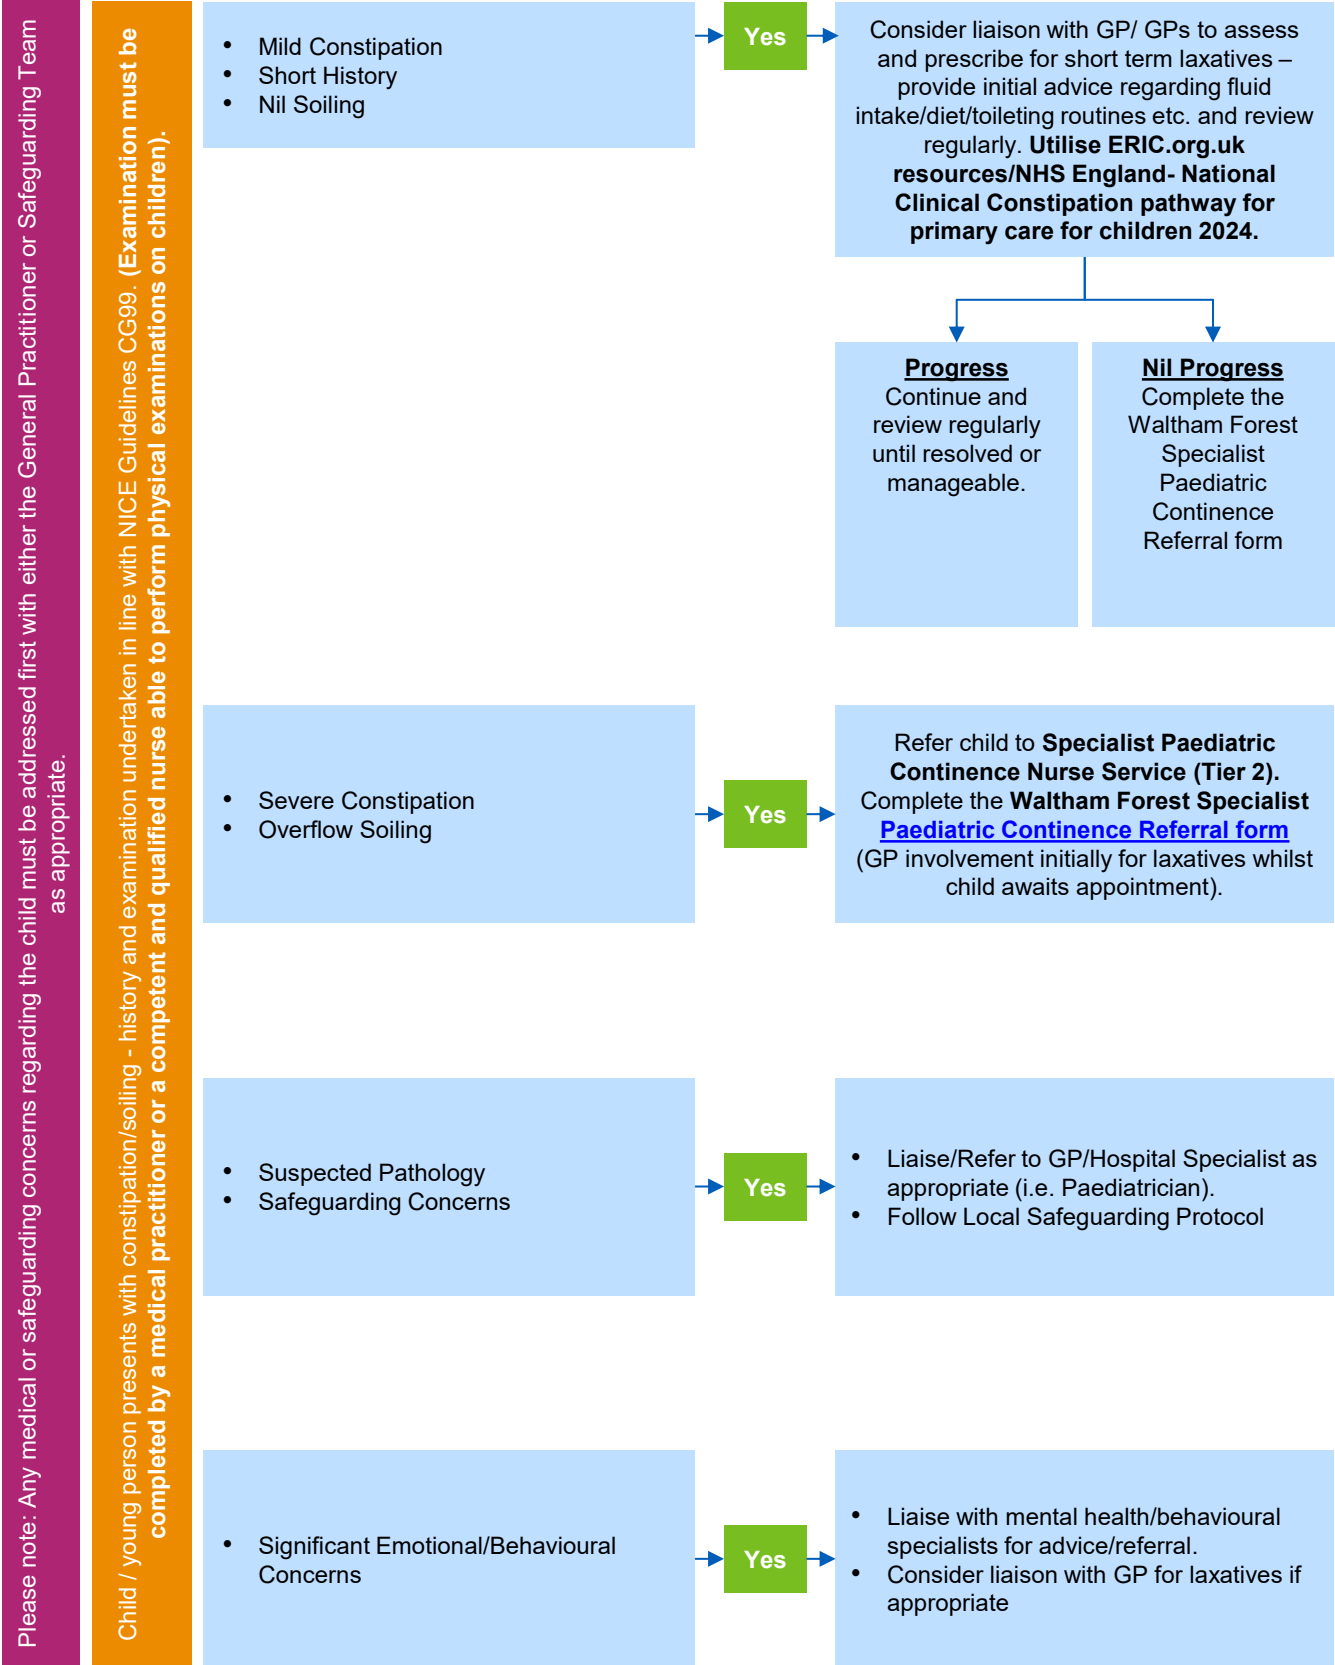 Please note: Any medical or safeguarding concerns regarding the child must be addressed first with either the General Practitioner or Safeguarding Team
as appropriate.
Child / young person presents with constipation/soiling - history and examination undertaken in line with NICE Guidelines CG99. (Examination must be
completed by a medical practitioner or a competent and qualified nurse able to perform physical examinations on children).
• Mild Constipation
• Short History
• Nil Soiling
Yes
Consider liaison with GP/ GPs to assess
and prescribe for short term laxatives –
provide initial advice regarding fluid
intake/diet/toileting routines etc. and review
regularly. Utilise ERIC.org.uk
resources/NHS England- National
Clinical Constipation pathway for
primary care for children 2024.
Progress
Continue and
review regularly
until resolved or
manageable.
Nil Progress
Complete the
Waltham Forest
Specialist
Paediatric
Continence
Referral form
• Severe Constipation
• Overflow Soiling
Yes
Refer child to Specialist Paediatric
Continence Nurse Service (Tier 2).
Complete the Waltham Forest Specialist
Paediatric Continence Referral form
(GP involvement initially for laxatives whilst
child awaits appointment).
• Suspected Pathology
• Safeguarding Concerns
Yes
• Liaise/Refer to GP/Hospital Specialist as
appropriate (i.e. Paediatrician).
• Follow Local Safeguarding Protocol
• Significant Emotional/Behavioural
Concerns
Yes
• Liaise with mental health/behavioural
specialists for advice/referral.
• Consider liaison with GP for laxatives if
appropriate